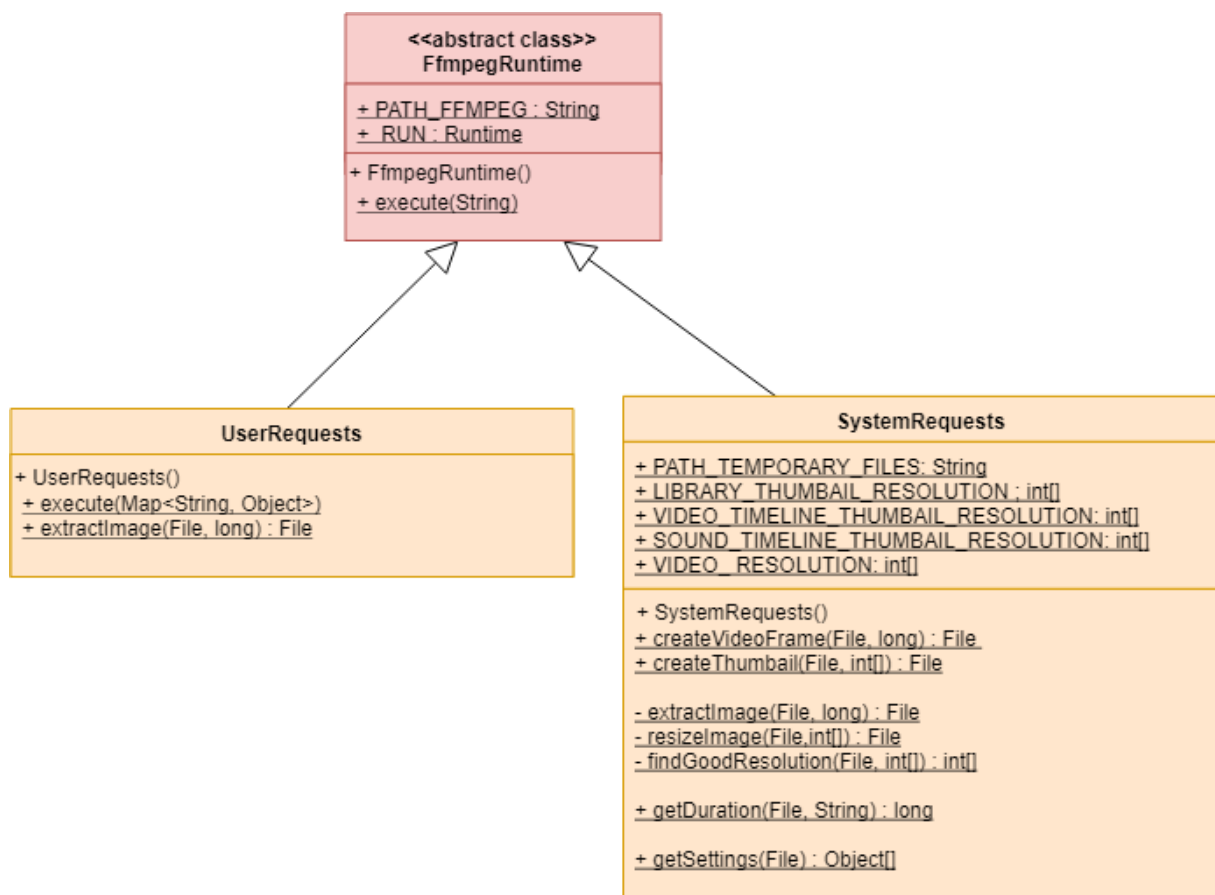 <<abstract class>>
FfmpegRuntime
+ PATH_FFMPEG : String
+ RUN : Runtime
+ FfmpegRuntime()
+ execute(String)
UserRequests
+ UserRequests()
+ execute(Map<String, Object>)
+ extractImage(File, long) : File
SystemRequests
+ PATH_TEMPORARY_FILES: String
+ LIBRARY_THUMBAIL_RESOLUTION ; int[]
+ VIDEO_TIMELINE_THUMBAIL_RESOLUTION: int[]
+ SOUND_TIMELINE_THUMBAIL_RESOLUTION: int[]
+ VIDEO_ RESOLUTION: int[]
+ SystemRequests()
+ createVideoFrame(File, long) : File
+ createThumbail(File, int[]) : File
- extractImage(File, long) : File
- resizeImage(File,int[]) : File
- findGoodResolution(File, int[]) : int[]
+ getDuration(File, String) : long
+ getSettings(File) : Object[]